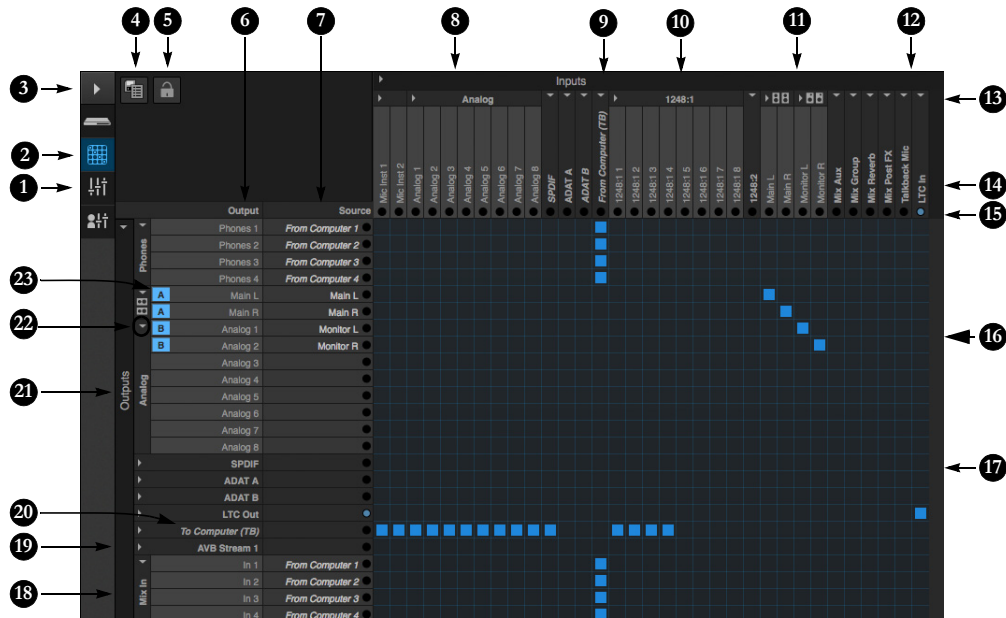 4 5 6 7 8 9 10 11 12
3
2
1
23
22
21
20
19
18
13
14
15
16
17
Inputs
Analog
1248:1
Mic Inst 1
Mic Inst 2
Analog 1
Analog 2
Analog 3
Analog 4
Analog 5
Analog 6
Analog 7
Analog 8
SPDIF
ADAT A
ADAT B
From Computer (TB)
1248:1 1
1248:1 2
1248:1 3
1248:1 4
1248:1 5
1248:1 6
1248:1 7
1248:1 8
1248:2
Main L
Main R
Monitor L
Monitor R
Mix Aux
Mix Group
Mix Reverb
Mix Post FX
Talkback Mic
LTC In
Output Source
Outputs
Phones
Phones 1 From Computer 1
Phones 2 From Computer 2
Phones 3 From Computer 3
Phones 4 From Computer 4
A Main L Main L
A Main R Main R
B Analog 1 Monitor L
B Analog 2 Monitor R
Analog
Analog 3
Analog 4
Analog 5
Analog 6
Analog 7
Analog 8
SPDIF
ADAT A
ADAT B
LTC Out
To Computer (TB)
AVB Stream 1
Mix In
In 1 From Computer 1
In 2 From Computer 2
In 3 From Computer 3
In 4 From Computer 4